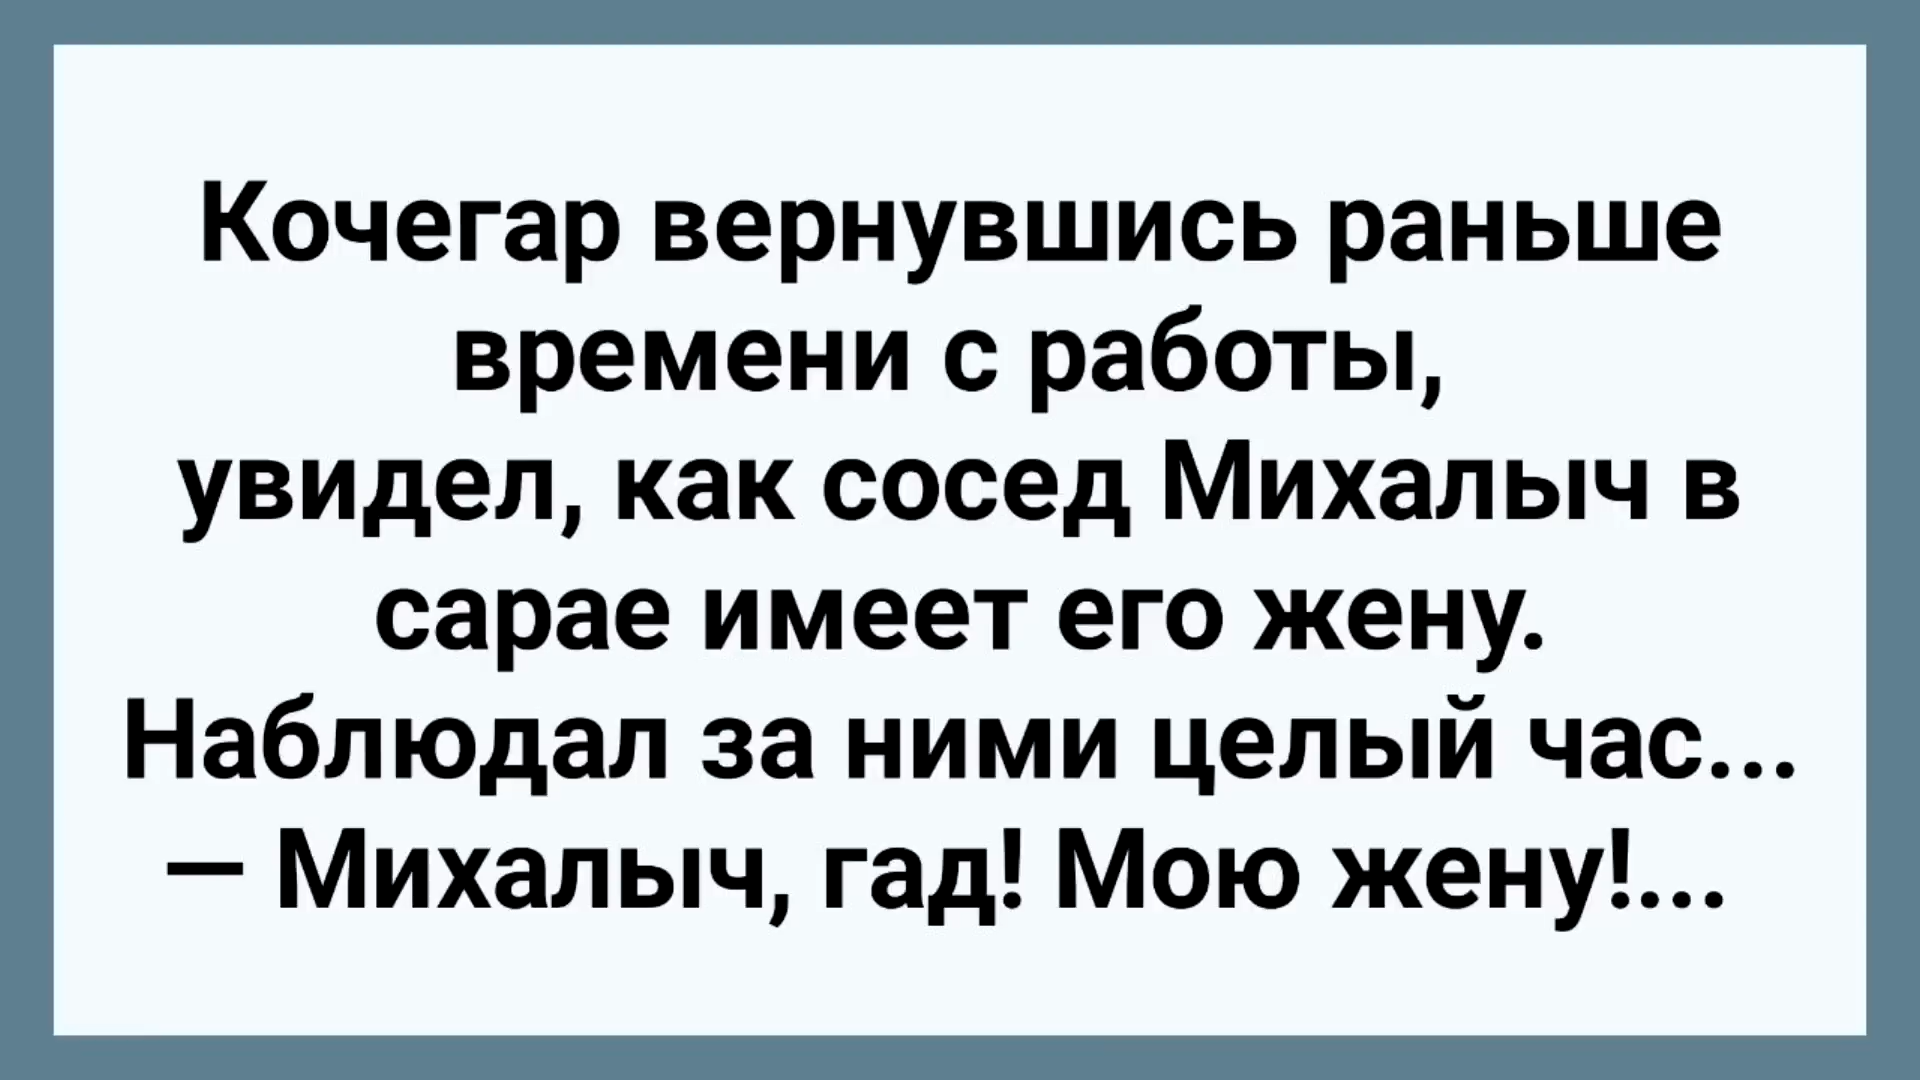 Кочегар вернувшись раньше
времени с работы,
увидел, как сосед Михалыч в
сарае имеет его жену.
Наблюдал за ними целый час...
— Михалыч, гад! Мою жену!...